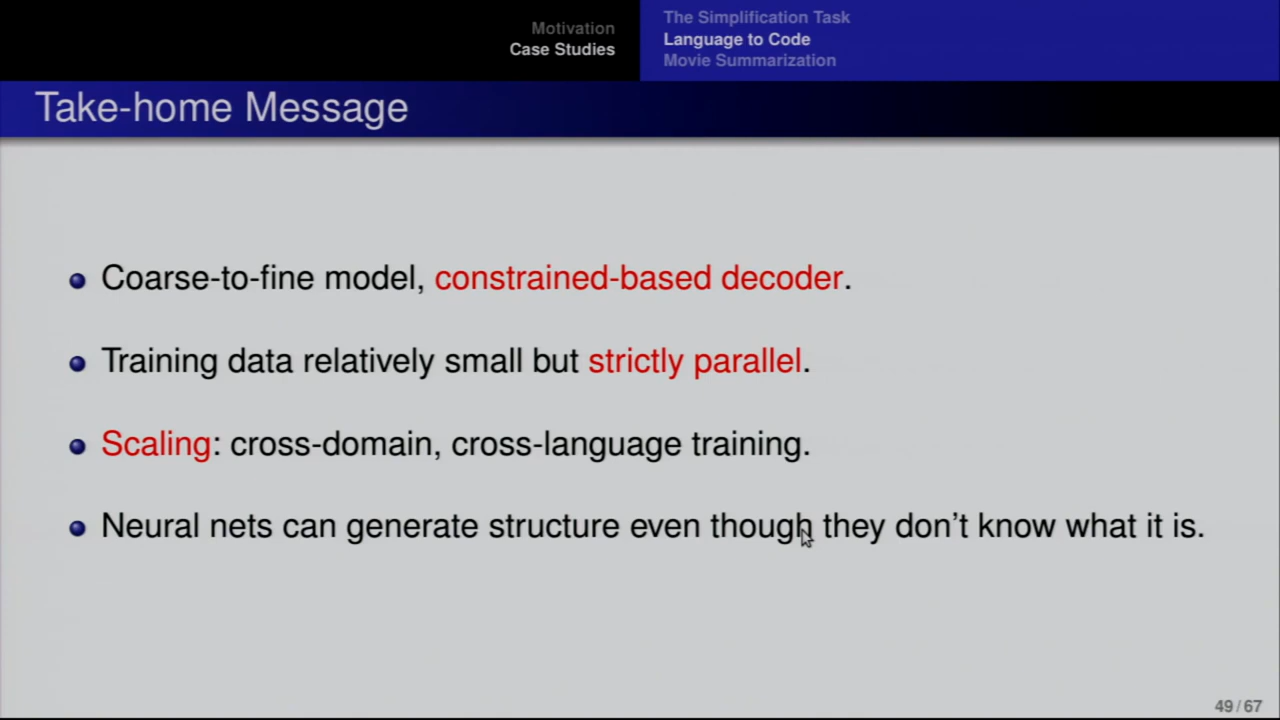 Motivation
Case Studies
The Simplification Task
Language to Code
Movie Summarization
Take-home Message
Coarse-to-fine model, constrained-based decoder.
Training data relatively small but strictly parallel.
Scaling: cross-domain, cross-language training.
Neural nets can generate structure even though they don't know what it is.
49 / 67